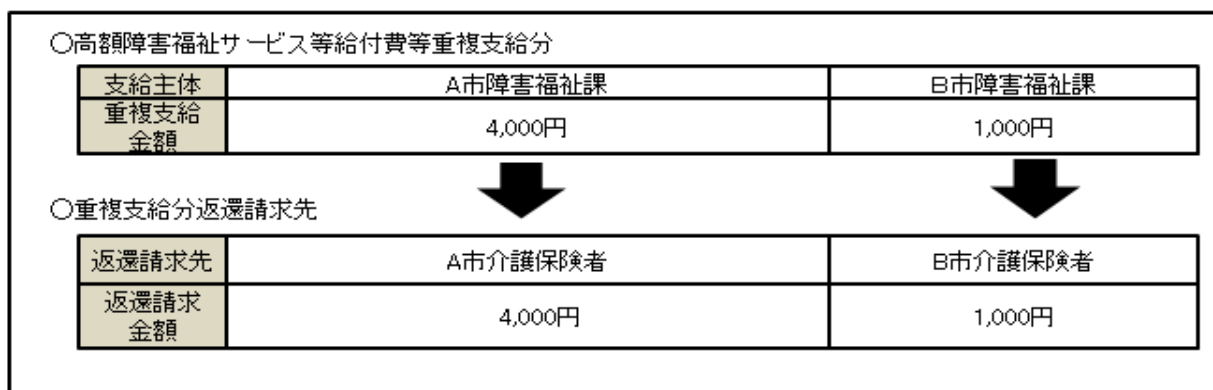 〇高額障害福祉サービス等給付費等重複支給分
支給主体 A市障害福祉課 B市障害福祉課
重複支給
金額 4,000円 1,000円
〇重複支給分返還請求先
返還請求先 A市介護保険者 B市介護保険者
返還請求
金額 4,000円 1,000円